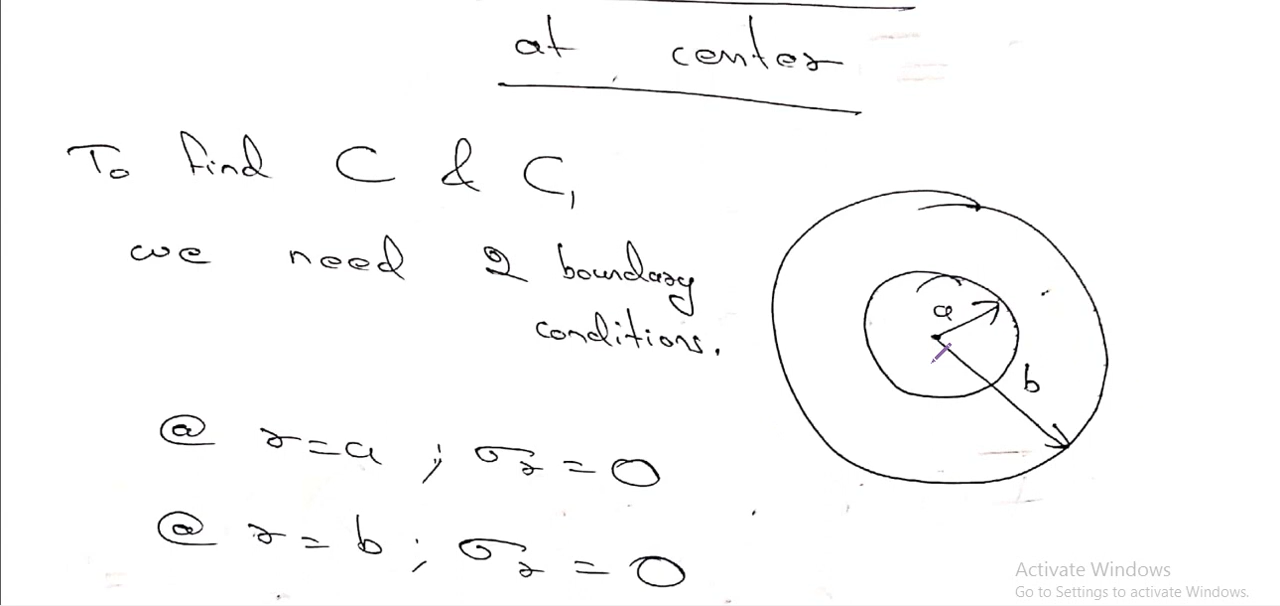 at center
To find C & C₁
we need 2 boundary
conditions.
a
b
@ r=a ; σr = 0
@ r = b ; σr = 0
Activate Windows
Go to Settings to activate Windows.